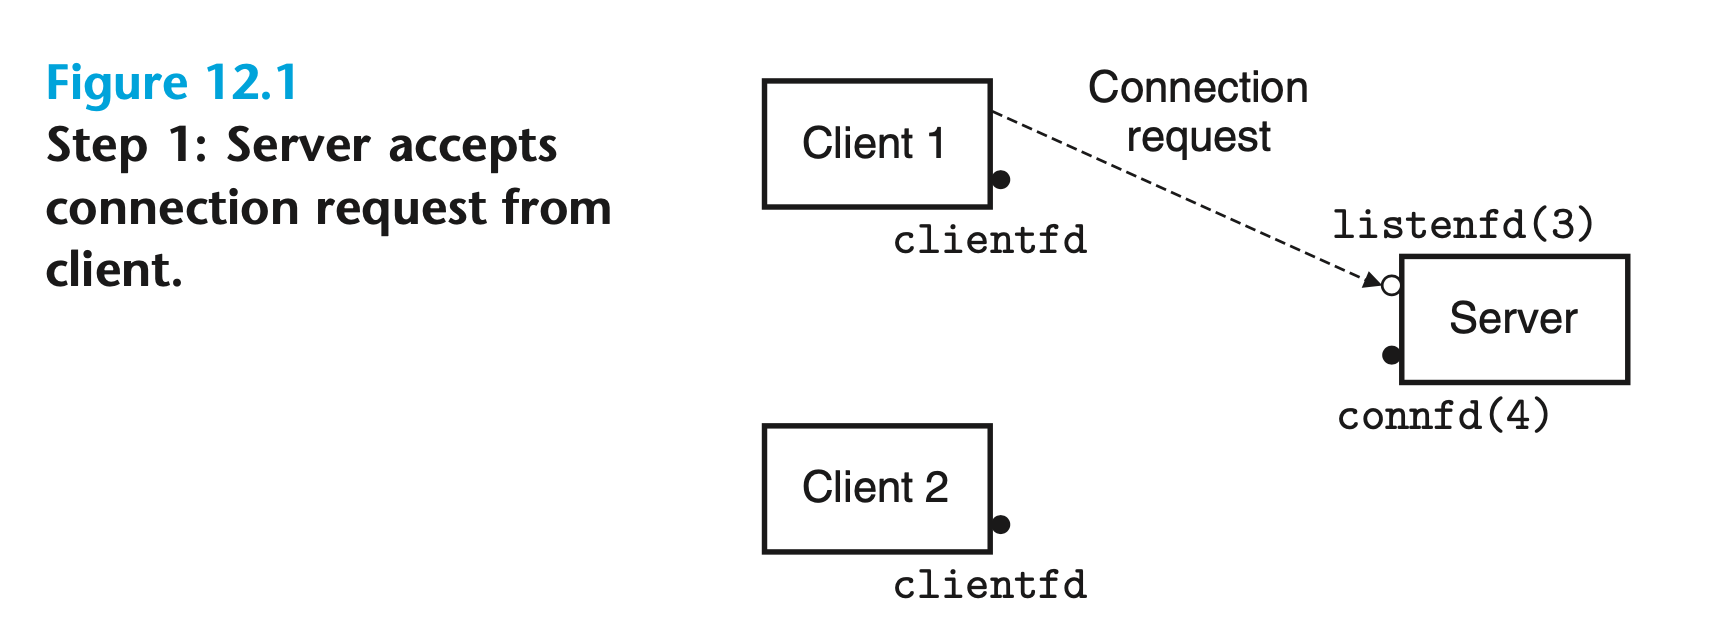 Figure 12.1
Step 1: Server accepts
connection request from
client.
Client 1
clientfd
Connection
request
listenfd(3)
Server
connfd(4)
Client 2
clientfd